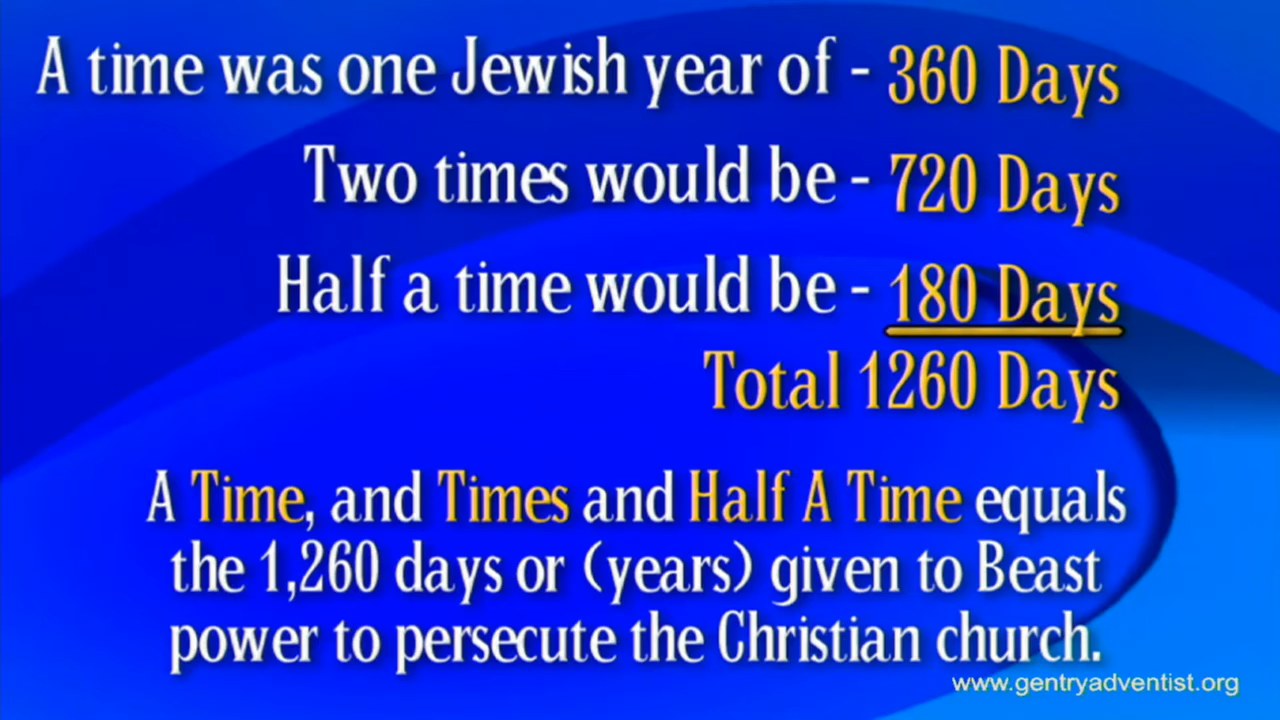 A time was one Jewish year of - 360 Days
Two times would be - 720 Days
Half a time would be - 180 Days
Total 1260 Days
A Time, and Times and Half A Time equals
the 1,260 days or (years) given to Beast
power to persecute the Christian church.
www.gentryadventist.org